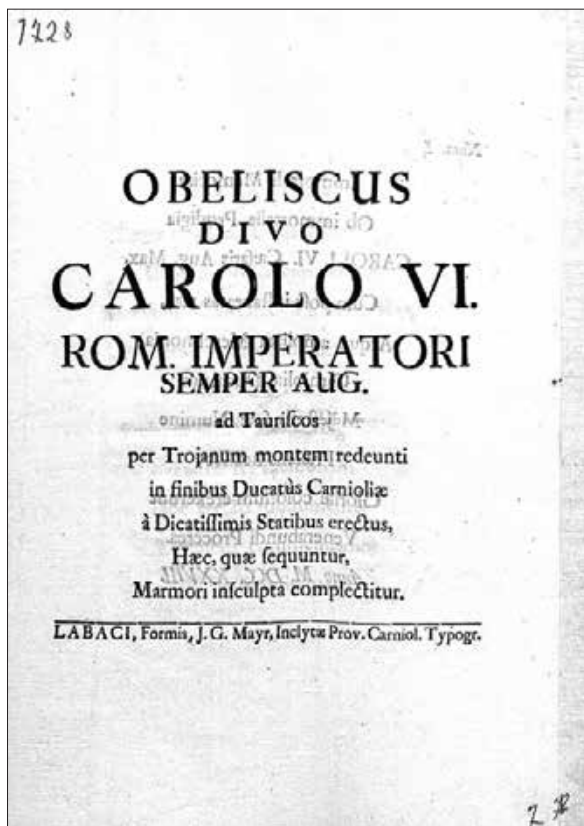 1728
OBELISCUS
DIVO
CAROLO VI.
ROM. IMPERATORI
SEMPER AUG.
ad Tauriſcos
per Trojanum montem redeunti
in finibus Ducatûs Carnioliæ
à Dicatiſſimis Statibus erectus,
Hæc, quæ ſequuntur,
Marmori inſculpta complectitur.
LABACI, Formis, J. G. Mayr, Inclytæ Prov. Carniol. Typogr.